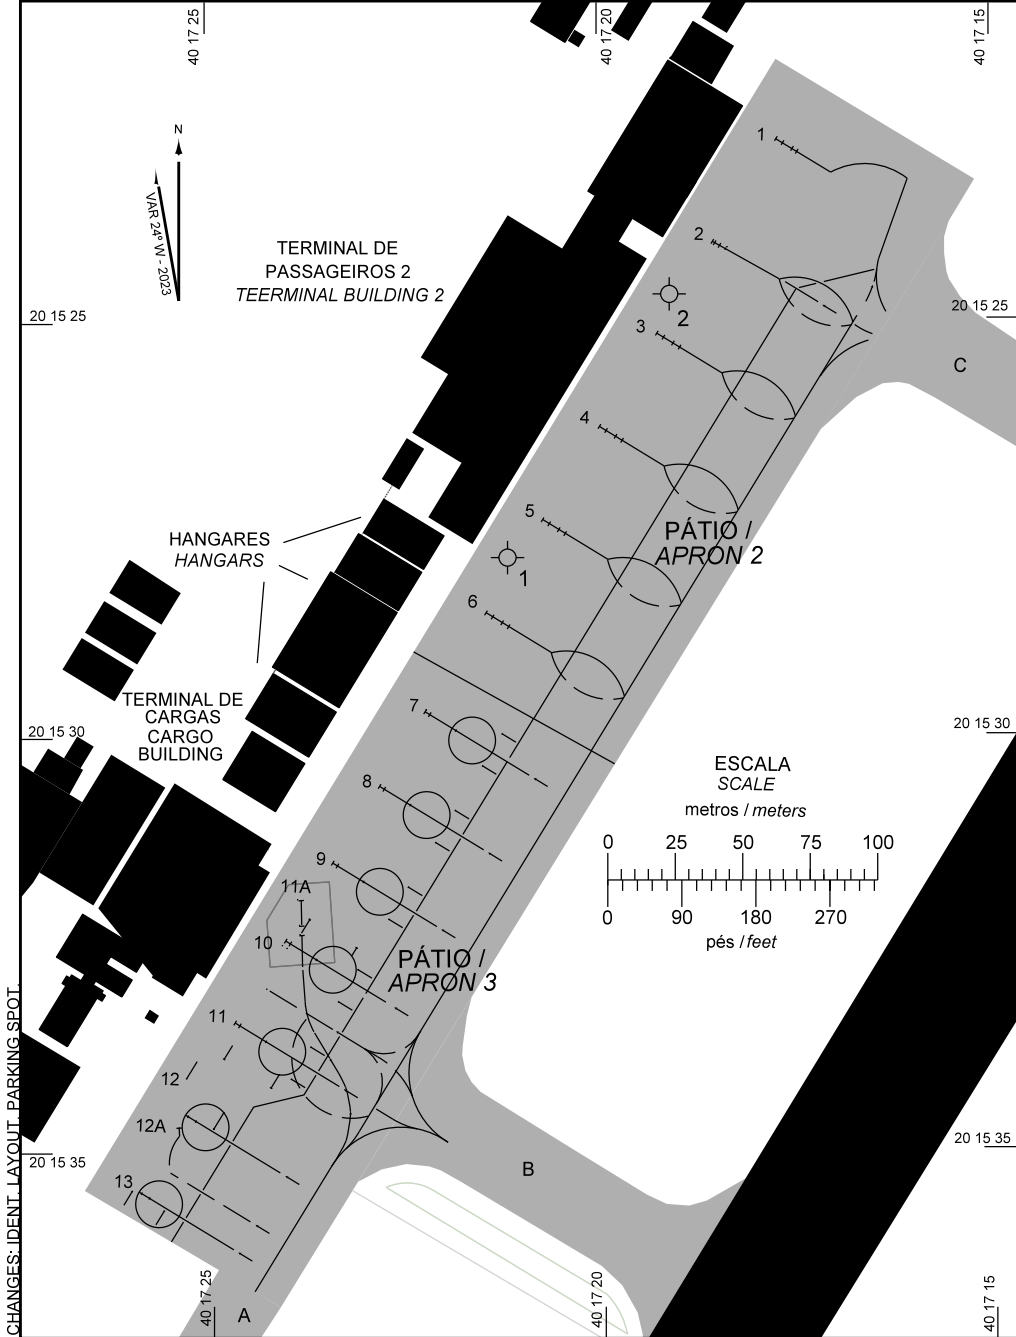 40 17 25
40 17 20
40 17 15
1
N
VAR 24º W - 2023
2
TERMINAL DE
PASSAGEIROS 2
TEERMINAL BUILDING 2
20 15 25
20 15 25
2
3
C
4
5
PÁTIO /
APRON 2
HANGARES
HANGARS
1
6
TERMINAL DE
CARGAS
CARGO
BUILDING
7
20 15 30
20 15 30
ESCALA
SCALE
metros / meters
8
0 25 50 75 100
9
11A
0 90 180 270
pés / feet
10
PÁTIO /
APRON 3
11
12
12A
20 15 35
20 15 35
B
13
A
40 17 25
40 17 20
40 17 15
CHANGES: IDENT. LAYOUT. PARKING SPOT.